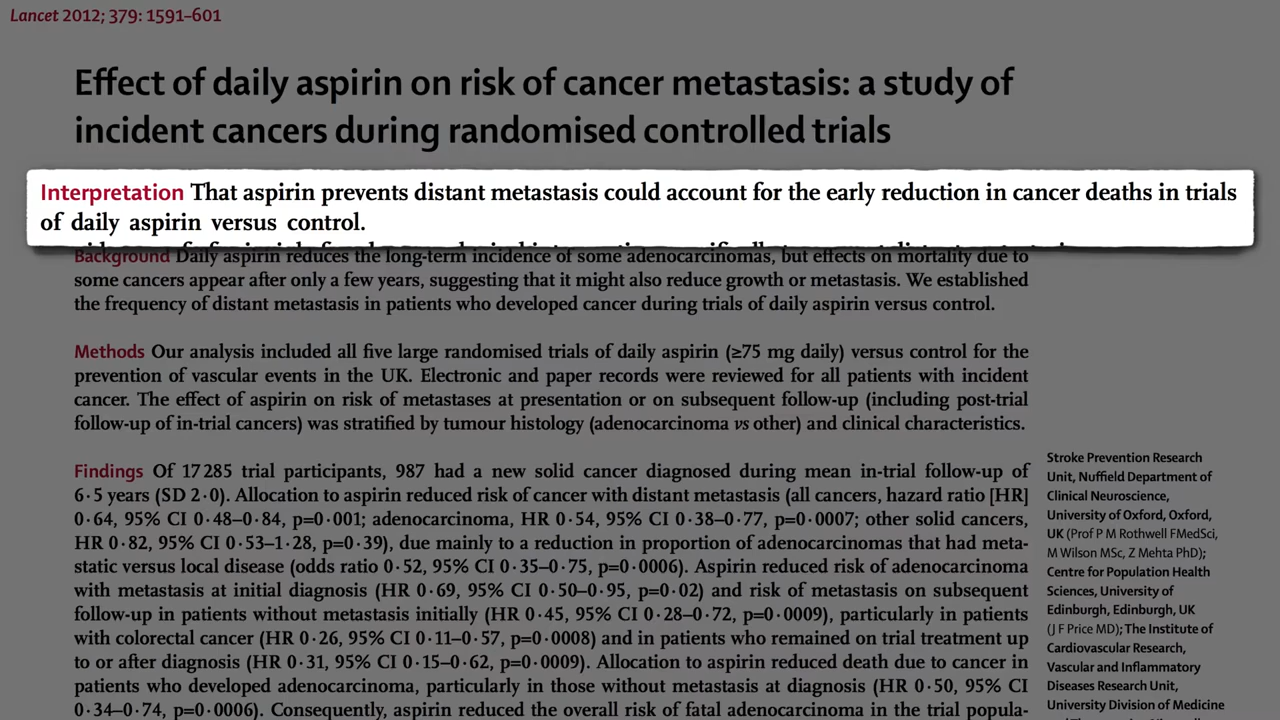 Lancet 2012; 379: 1591–601
Effect of daily aspirin on risk of cancer metastasis: a study of
incident cancers during randomised controlled trials
Interpretation That aspirin prevents distant metastasis could account for the early reduction in cancer deaths in trials
of daily aspirin versus control.
Background Daily aspirin reduces the long-term incidence of some adenocarcinomas, but effects on mortality due to
some cancers appear after only a few years, suggesting that it might also reduce growth or metastasis. We established
the frequency of distant metastasis in patients who developed cancer during trials of daily aspirin versus control.
Methods Our analysis included all five large randomised trials of daily aspirin (≥75 mg daily) versus control for the
prevention of vascular events in the UK. Electronic and paper records were reviewed for all patients with incident
cancer. The effect of aspirin on risk of metastases at presentation or on subsequent follow-up (including post-trial
follow-up of in-trial cancers) was stratified by tumour histology (adenocarcinoma vs other) and clinical characteristics.
Findings Of 17 285 trial participants, 987 had a new solid cancer diagnosed during mean in-trial follow-up of
6·5 years (SD 2·0). Allocation to aspirin reduced risk of cancer with distant metastasis (all cancers, hazard ratio [HR]
0·64, 95% CI 0·48–0·84, p=0·001; adenocarcinoma, HR 0·54, 95% CI 0·38–0·77, p=0·0007; other solid cancers,
HR 0·82, 95% CI 0·53–1·28, p=0·39), due mainly to a reduction in proportion of adenocarcinomas that had meta-
static versus local disease (odds ratio 0·52, 95% CI 0·35–0·75, p=0·0006). Aspirin reduced risk of adenocarcinoma
with metastasis at initial diagnosis (HR 0·69, 95% CI 0·50–0·95, p=0·02) and risk of metastasis on subsequent
follow-up in patients without metastasis initially (HR 0·45, 95% CI 0·28–0·72, p=0·0009), particularly in patients
with colorectal cancer (HR 0·26, 95% CI 0·11–0·57, p=0·0008) and in patients who remained on trial treatment up
to or after diagnosis (HR 0·31, 95% CI 0·15–0·62, p=0·0009). Allocation to aspirin reduced death due to cancer in
patients who developed adenocarcinoma, particularly in those without metastasis at diagnosis (HR 0·50, 95% CI
0·34–0·74, p=0·0006). Consequently, aspirin reduced the overall risk of fatal adenocarcinoma in the trial popula-
Stroke Prevention Research
Unit, Nuffield Department of
Clinical Neuroscience,
University of Oxford, Oxford,
UK (Prof P M Rothwell FMedSci,
M Wilson MSc, Z Mehta PhD);
Centre for Population Health
Sciences, University of
Edinburgh, Edinburgh, UK
(J F Price MD); The Institute of
Cardiovascular Research,
Vascular and Inflammatory
Diseases Research Unit,
University Division of Medicine